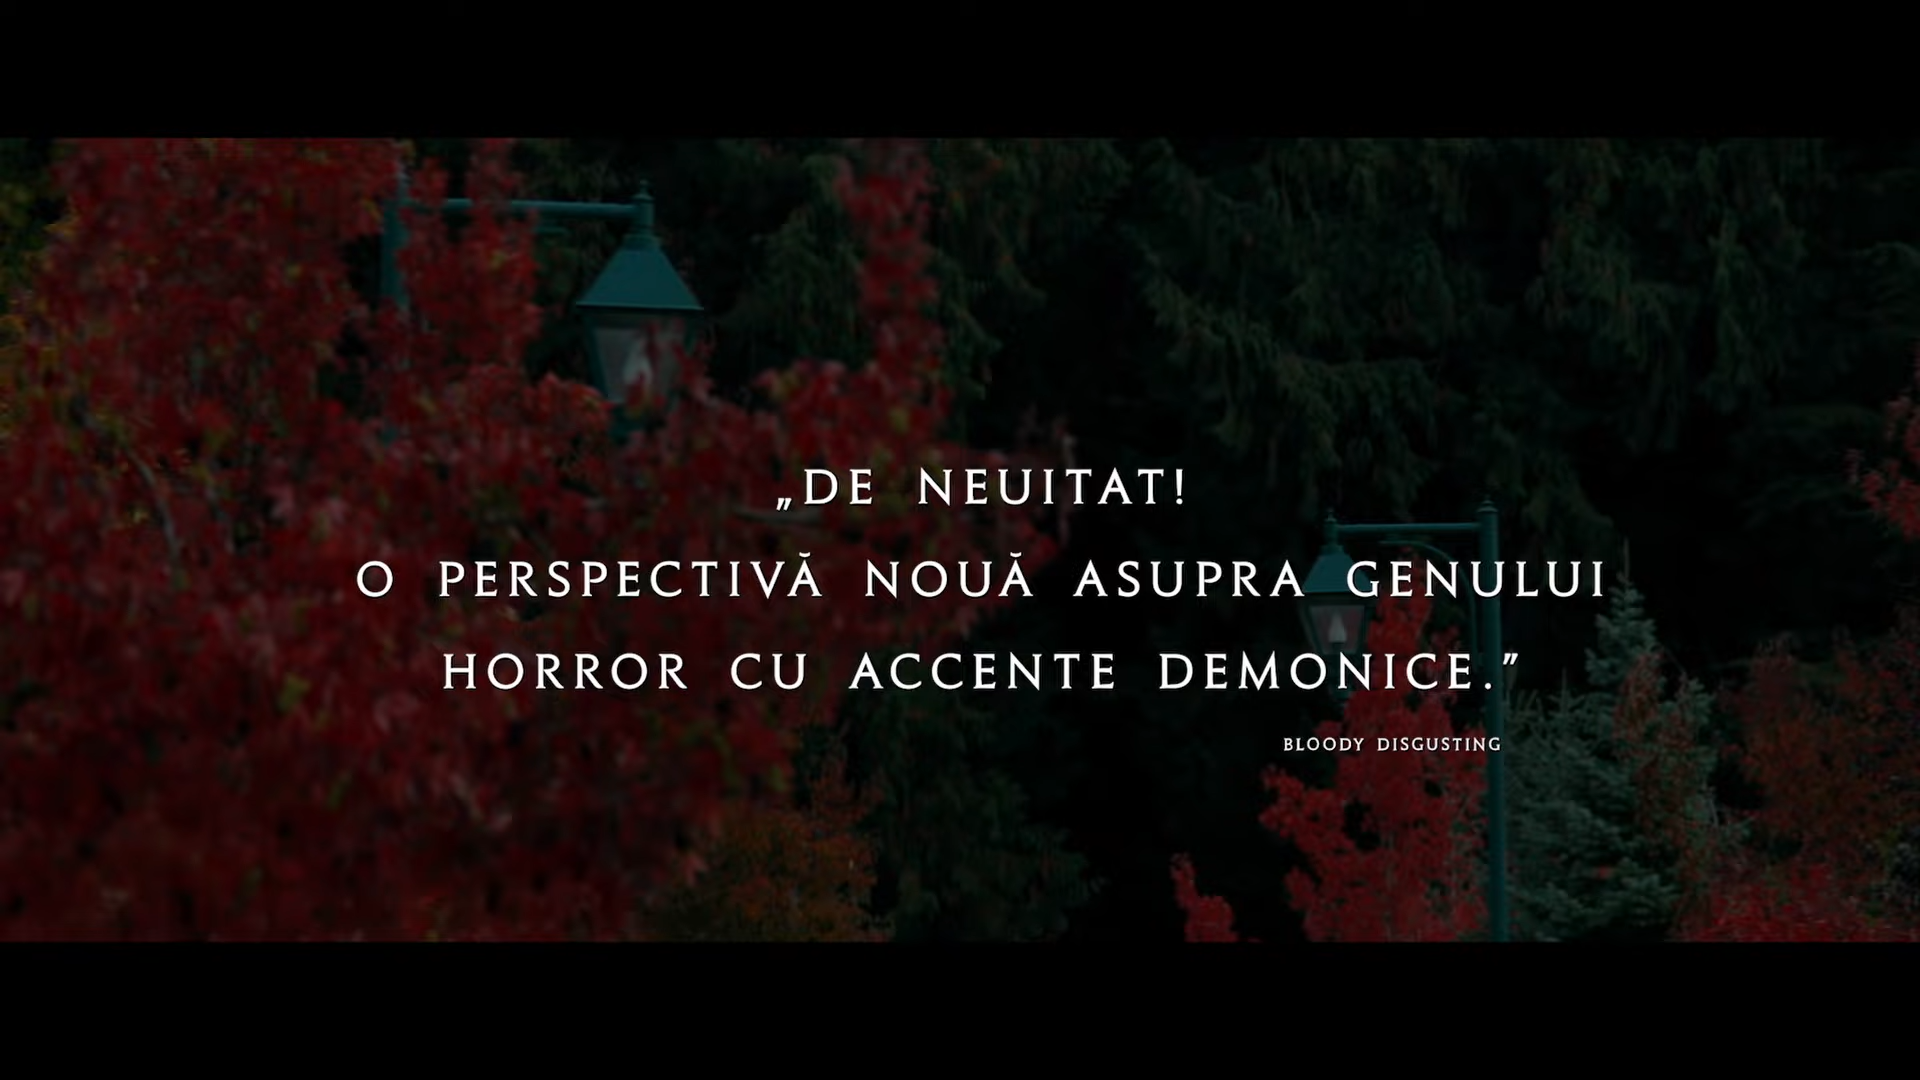 „DE NEUITAT!
O PERSPECTIVĂ NOUĂ ASUPRA GENULUI
HORROR CU ACCENTE DEMONICE.”
BLOODY DISGUSTING